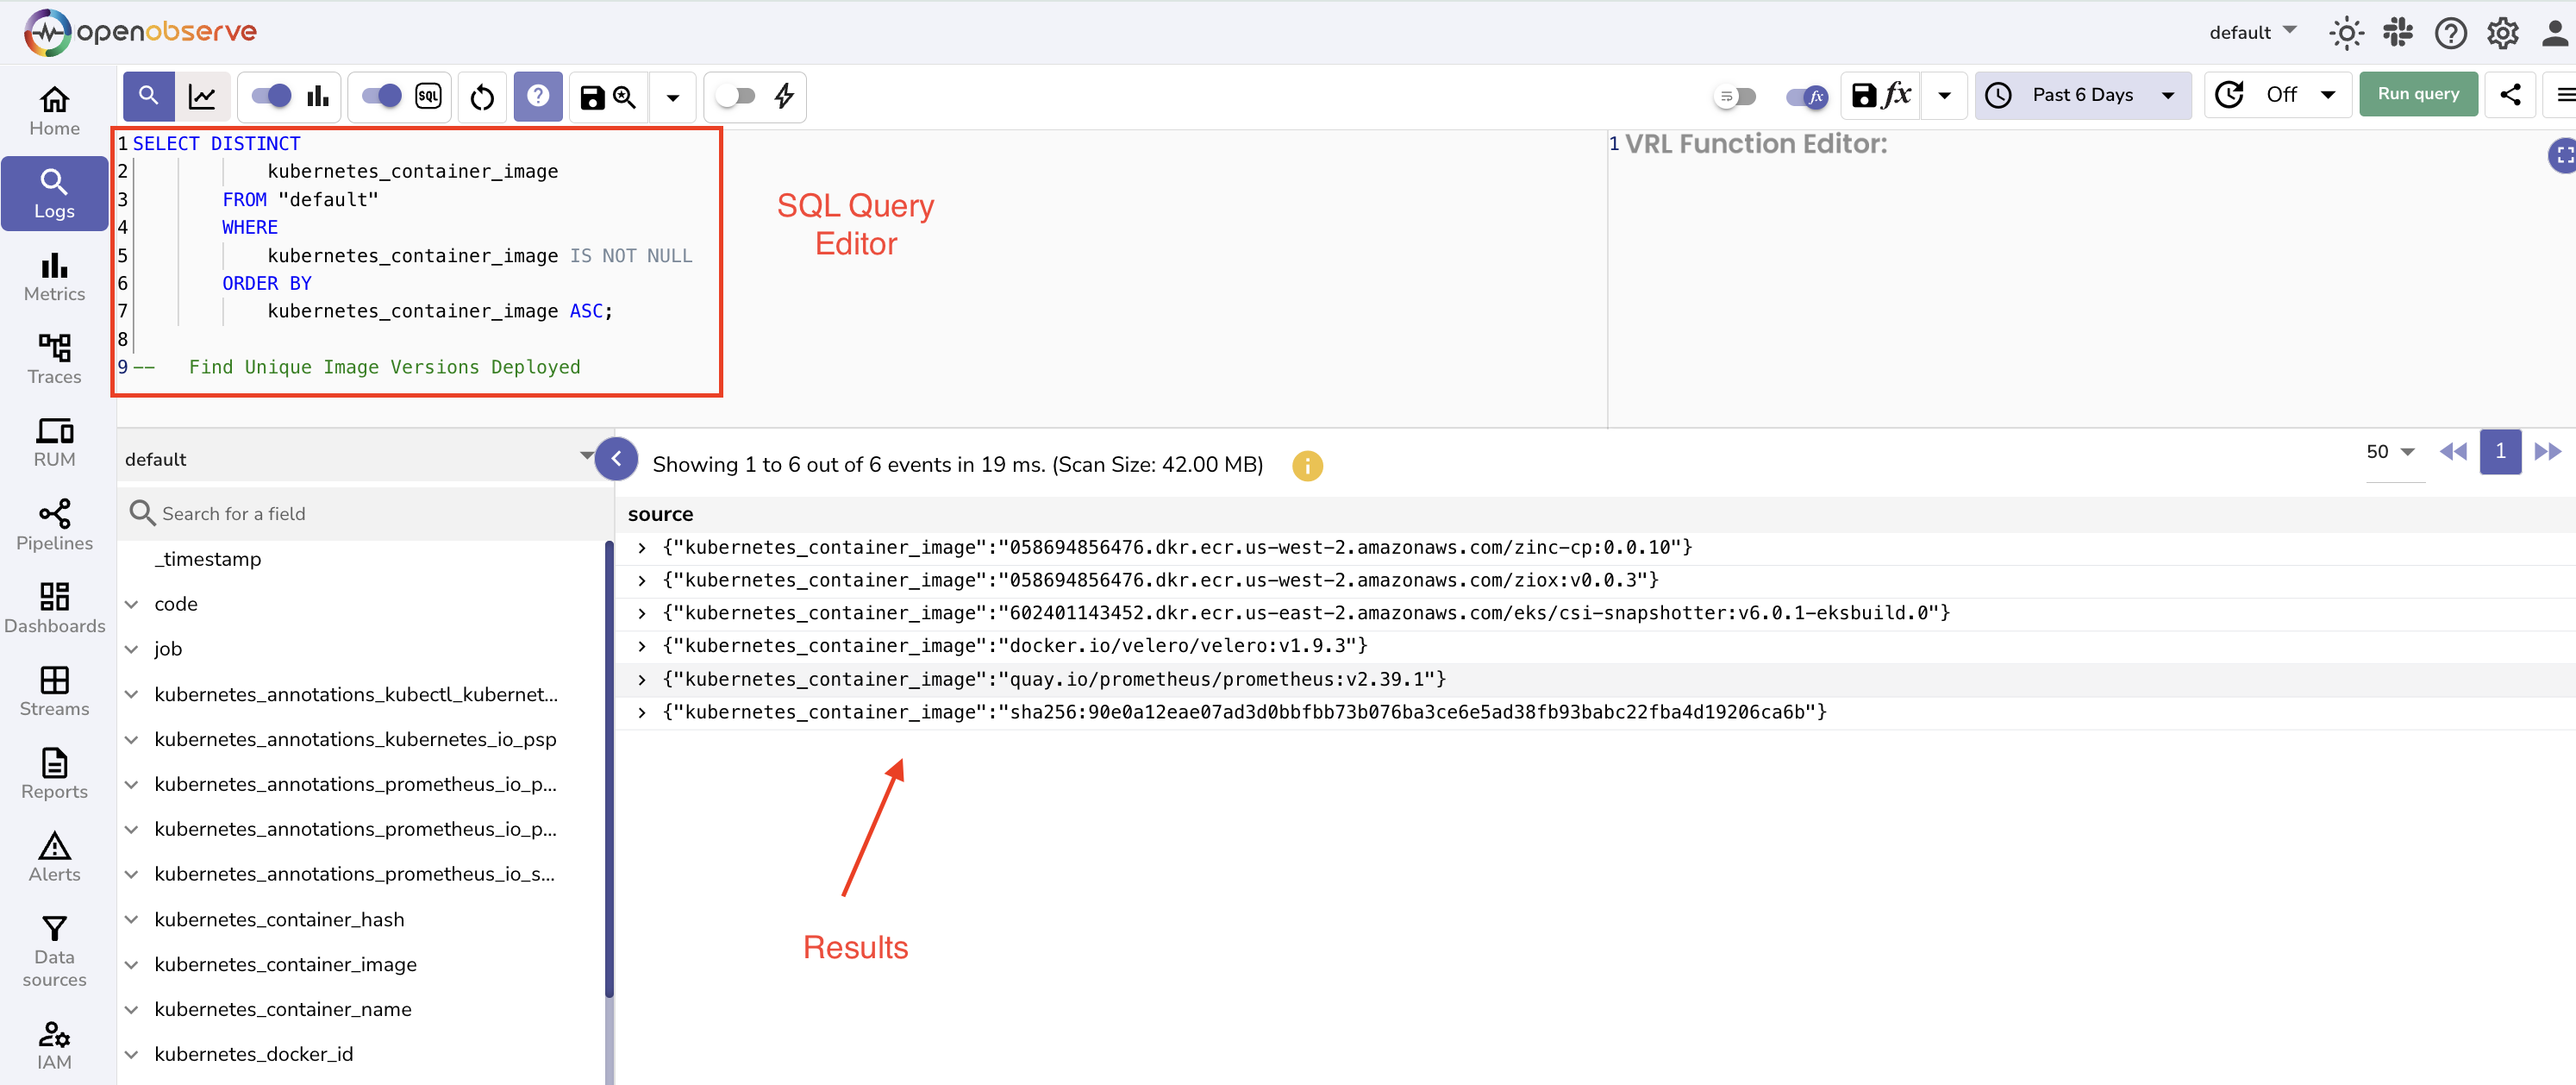 openobserve
default
Home
Logs
Metrics
Traces
RUM
Pipelines
Dashboards
Streams
Reports
Alerts
Data
sources
IAM
SQL
fx
fx
Past 6 Days
Off
Run query
1 SELECT DISTINCT
2 kubernetes_container_image
3 FROM "default"
4 WHERE
5 kubernetes_container_image IS NOT NULL
6 ORDER BY
7 kubernetes_container_image ASC;
8
9 -- Find Unique Image Versions Deployed
SQL Query
Editor
1 VRL Function Editor:
default
Search for a field
_timestamp
code
job
kubernetes_annotations_kubectl_kubernet...
kubernetes_annotations_kubernetes_io_psp
kubernetes_annotations_prometheus_io_p...
kubernetes_annotations_prometheus_io_p...
kubernetes_annotations_prometheus_io_s...
kubernetes_container_hash
kubernetes_container_image
kubernetes_container_name
kubernetes_docker_id
Showing 1 to 6 out of 6 events in 19 ms. (Scan Size: 42.00 MB)
50
1
source
{"kubernetes_container_image":"058694856476.dkr.ecr.us-west-2.amazonaws.com/zinc-cp:0.0.10"}
{"kubernetes_container_image":"058694856476.dkr.ecr.us-west-2.amazonaws.com/ziox:v0.0.3"}
{"kubernetes_container_image":"602401143452.dkr.ecr.us-east-2.amazonaws.com/eks/csi-snapshotter:v6.0.1-eksbuild.0"}
{"kubernetes_container_image":"docker.io/velero/velero:v1.9.3"}
{"kubernetes_container_image":"quay.io/prometheus/prometheus:v2.39.1"}
{"kubernetes_container_image":"sha256:90e0a12eae07ad3d0bbfbb73b076ba3ce6e5ad38fb93babc22fba4d19206ca6b"}
Results